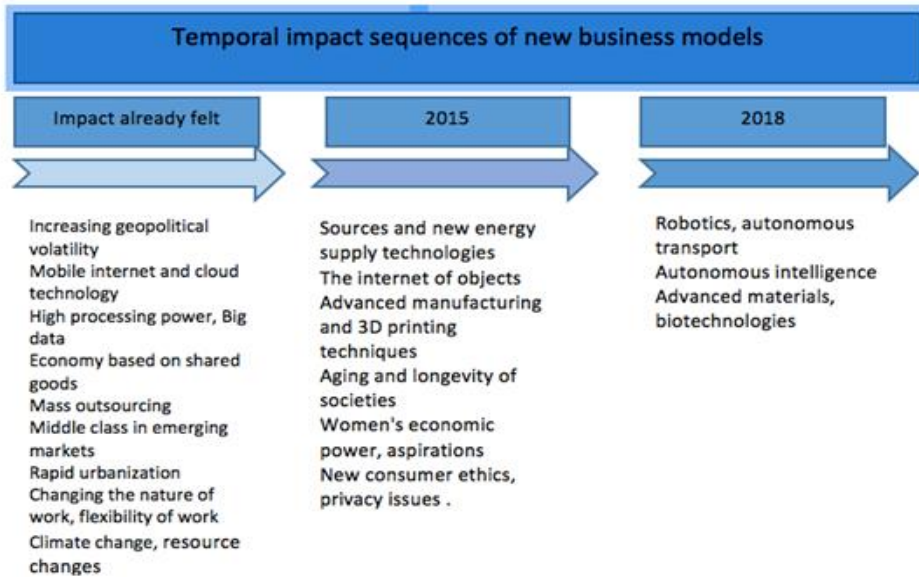 Temporal impact sequences of new business models
Impact already felt
2015
2018
Increasing geopolitical
volatility
Mobile internet and cloud
technology
High processing power, Big
data
Economy based on shared
goods
Mass outsourcing
Middle class in emerging
markets
Rapid urbanization
Changing the nature of
work, flexibility of work
Climate change, resource
changes
Sources and new energy
supply technologies
The internet of objects
Advanced manufacturing
and 3D printing
techniques
Aging and longevity of
societies
Women's economic
power, aspirations
New consumer ethics,
privacy issues .
Robotics, autonomous
transport
Autonomous intelligence
Advanced materials,
biotechnologies